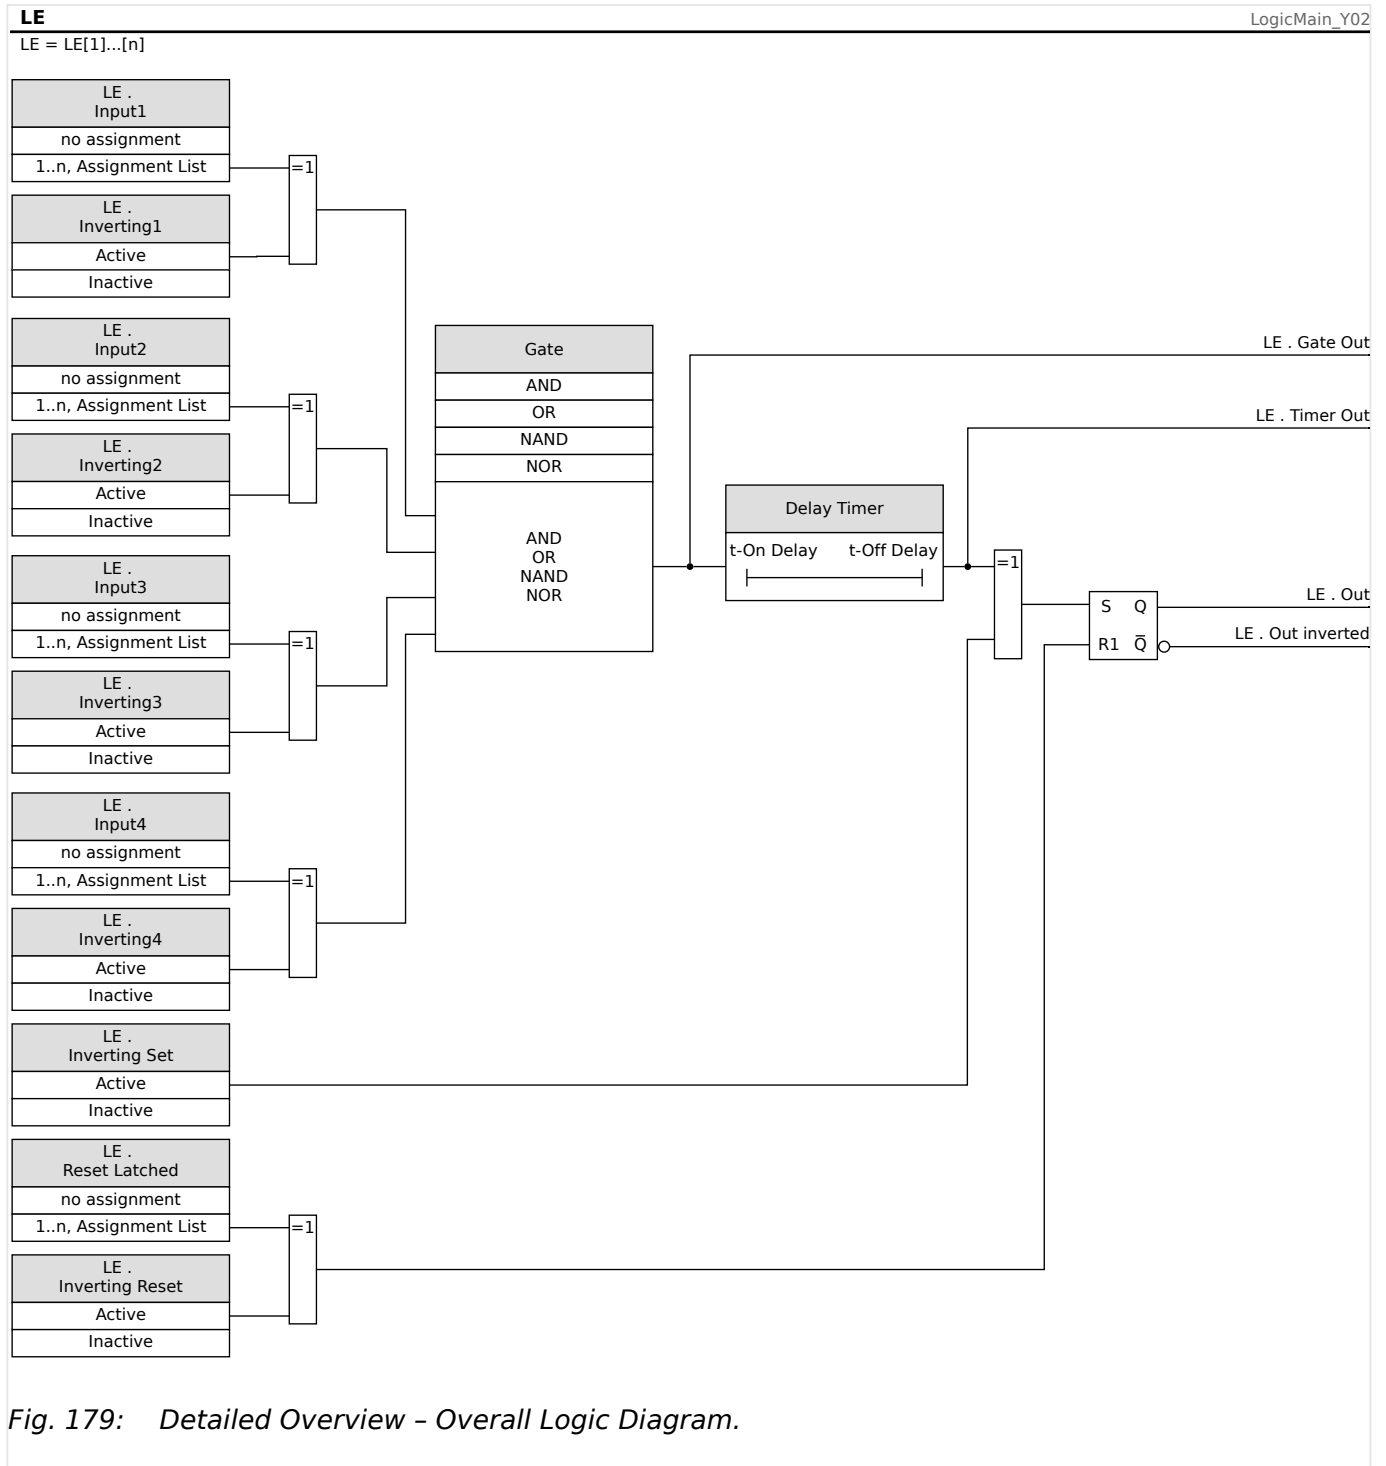 LE
LogicMain_Y02
LE = LE[1]...[n]
LE .
Input1
no assignment
1..n, Assignment List
=1
LE .
Inverting1
Active
Inactive
LE .
Input2
no assignment
1..n, Assignment List
=1
LE .
Inverting2
Active
Inactive
LE .
Input3
no assignment
1..n, Assignment List
=1
LE .
Inverting3
Active
Inactive
LE .
Input4
no assignment
1..n, Assignment List
=1
LE .
Inverting4
Active
Inactive
LE .
Inverting Set
Active
Inactive
LE .
Reset Latched
no assignment
1..n, Assignment List
=1
LE .
Inverting Reset
Active
Inactive
Gate
AND
OR
NAND
NOR
AND
OR
NAND
NOR
Delay Timer
t-On Delay t-Off Delay
=1
S Q
R1 Q̅
LE . Gate Out
LE . Timer Out
LE . Out
LE . Out inverted
Fig. 179: Detailed Overview – Overall Logic Diagram.